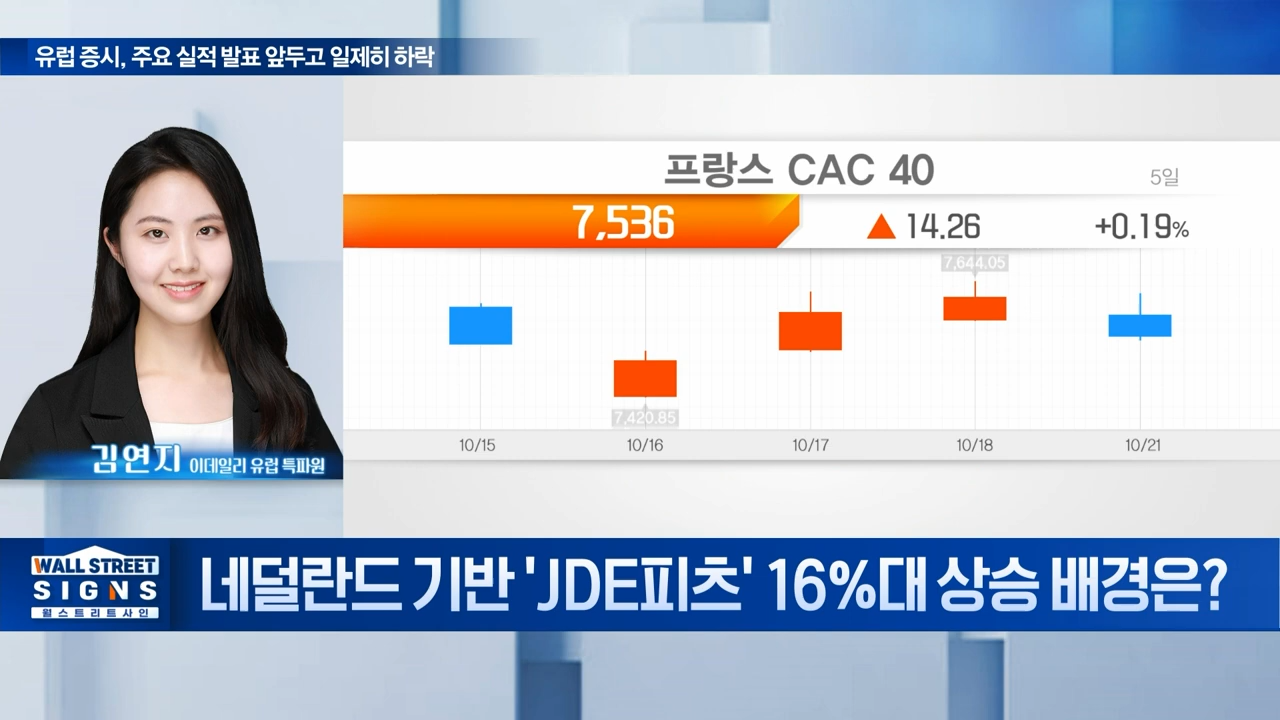 유럽 증시, 주요 실적 발표 앞두고 일제히 하락
프랑스 CAC 40
5일
7,536 ▲ 14.26 +0.19%
7,644.05
7,420.85
10/15 10/16 10/17 10/18 10/21
김연지 이데일리 유럽 특파원
WALL STREET
SIGNS
월스트리트사인
네덜란드 기반 'JDE피츠' 16%대 상승 배경은?